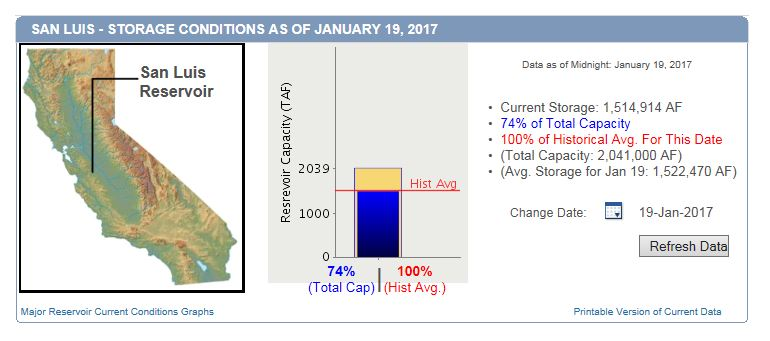 SAN LUIS - STORAGE CONDITIONS AS OF JANUARY 19, 2017
San Luis
Reservoir
Resrevoir Capacity (TAF)
2039
1000
0
Hist Avg
74%
(Total Cap)
100%
(Hist Avg.)
Data as of Midnight: January 19, 2017
• Current Storage: 1,514,914 AF
• 74% of Total Capacity
• 100% of Historical Avg. For This Date
• (Total Capacity: 2,041,000 AF)
• (Avg. Storage for Jan 19: 1,522,470 AF)
Change Date: 19-Jan-2017
Refresh Data
Major Reservoir Current Conditions Graphs
Printable Version of Current Data